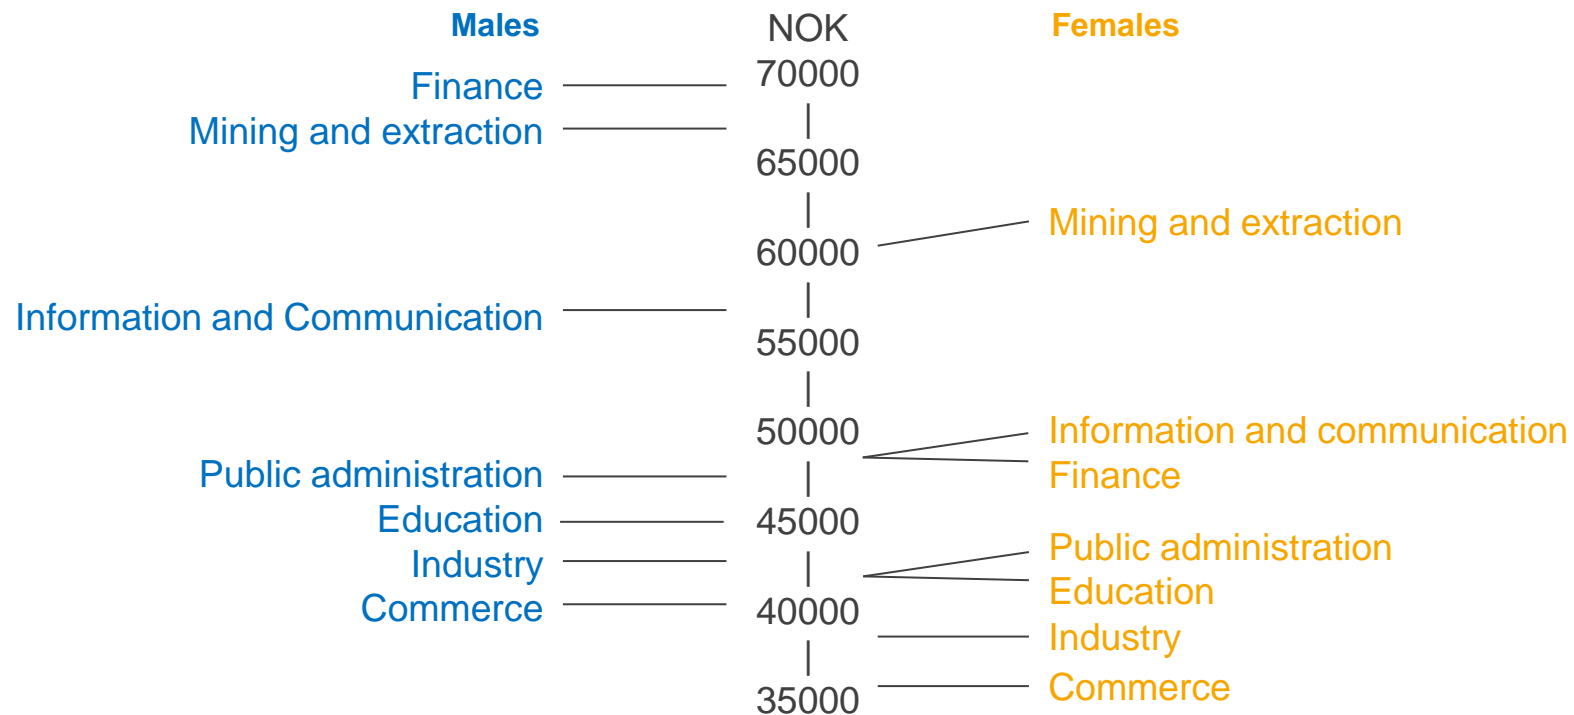 Males NOK Females
70000
Finance
Mining and extraction
65000
Mining and extraction
60000
Information and Communication
55000
50000
Information and communication
Public administration
Finance
Education
45000
Public administration
Industry
Education
Commerce
40000
Industry
Commerce
35000